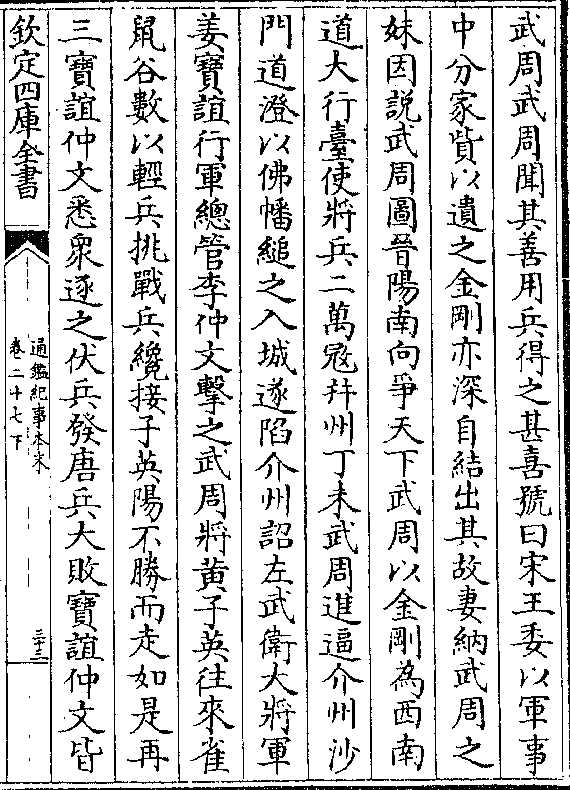 武周武周聞其善用兵得之甚喜號曰宋王委以軍事
中分家貲以遺之金剛亦深自結出其故妻納武周之
妹因説武周圖晉陽南向爭天下武周以金剛為西南
道大行臺使將兵二萬冦并州丁未武周進逼介州沙
門道澄以佛幡縋之入城遂陷介州詔左武衛大將軍
姜寶誼行軍總管李仲文擊之武周將黄子英往來雀
鼠谷數以輕兵挑戰兵纔接子英陽不勝而走如是再
三寶誼仲文悉衆逐之伏兵發唐兵大敗寶誼仲文皆
欽定四庫全書
通鑑紀事本末
卷二十七下
三十二